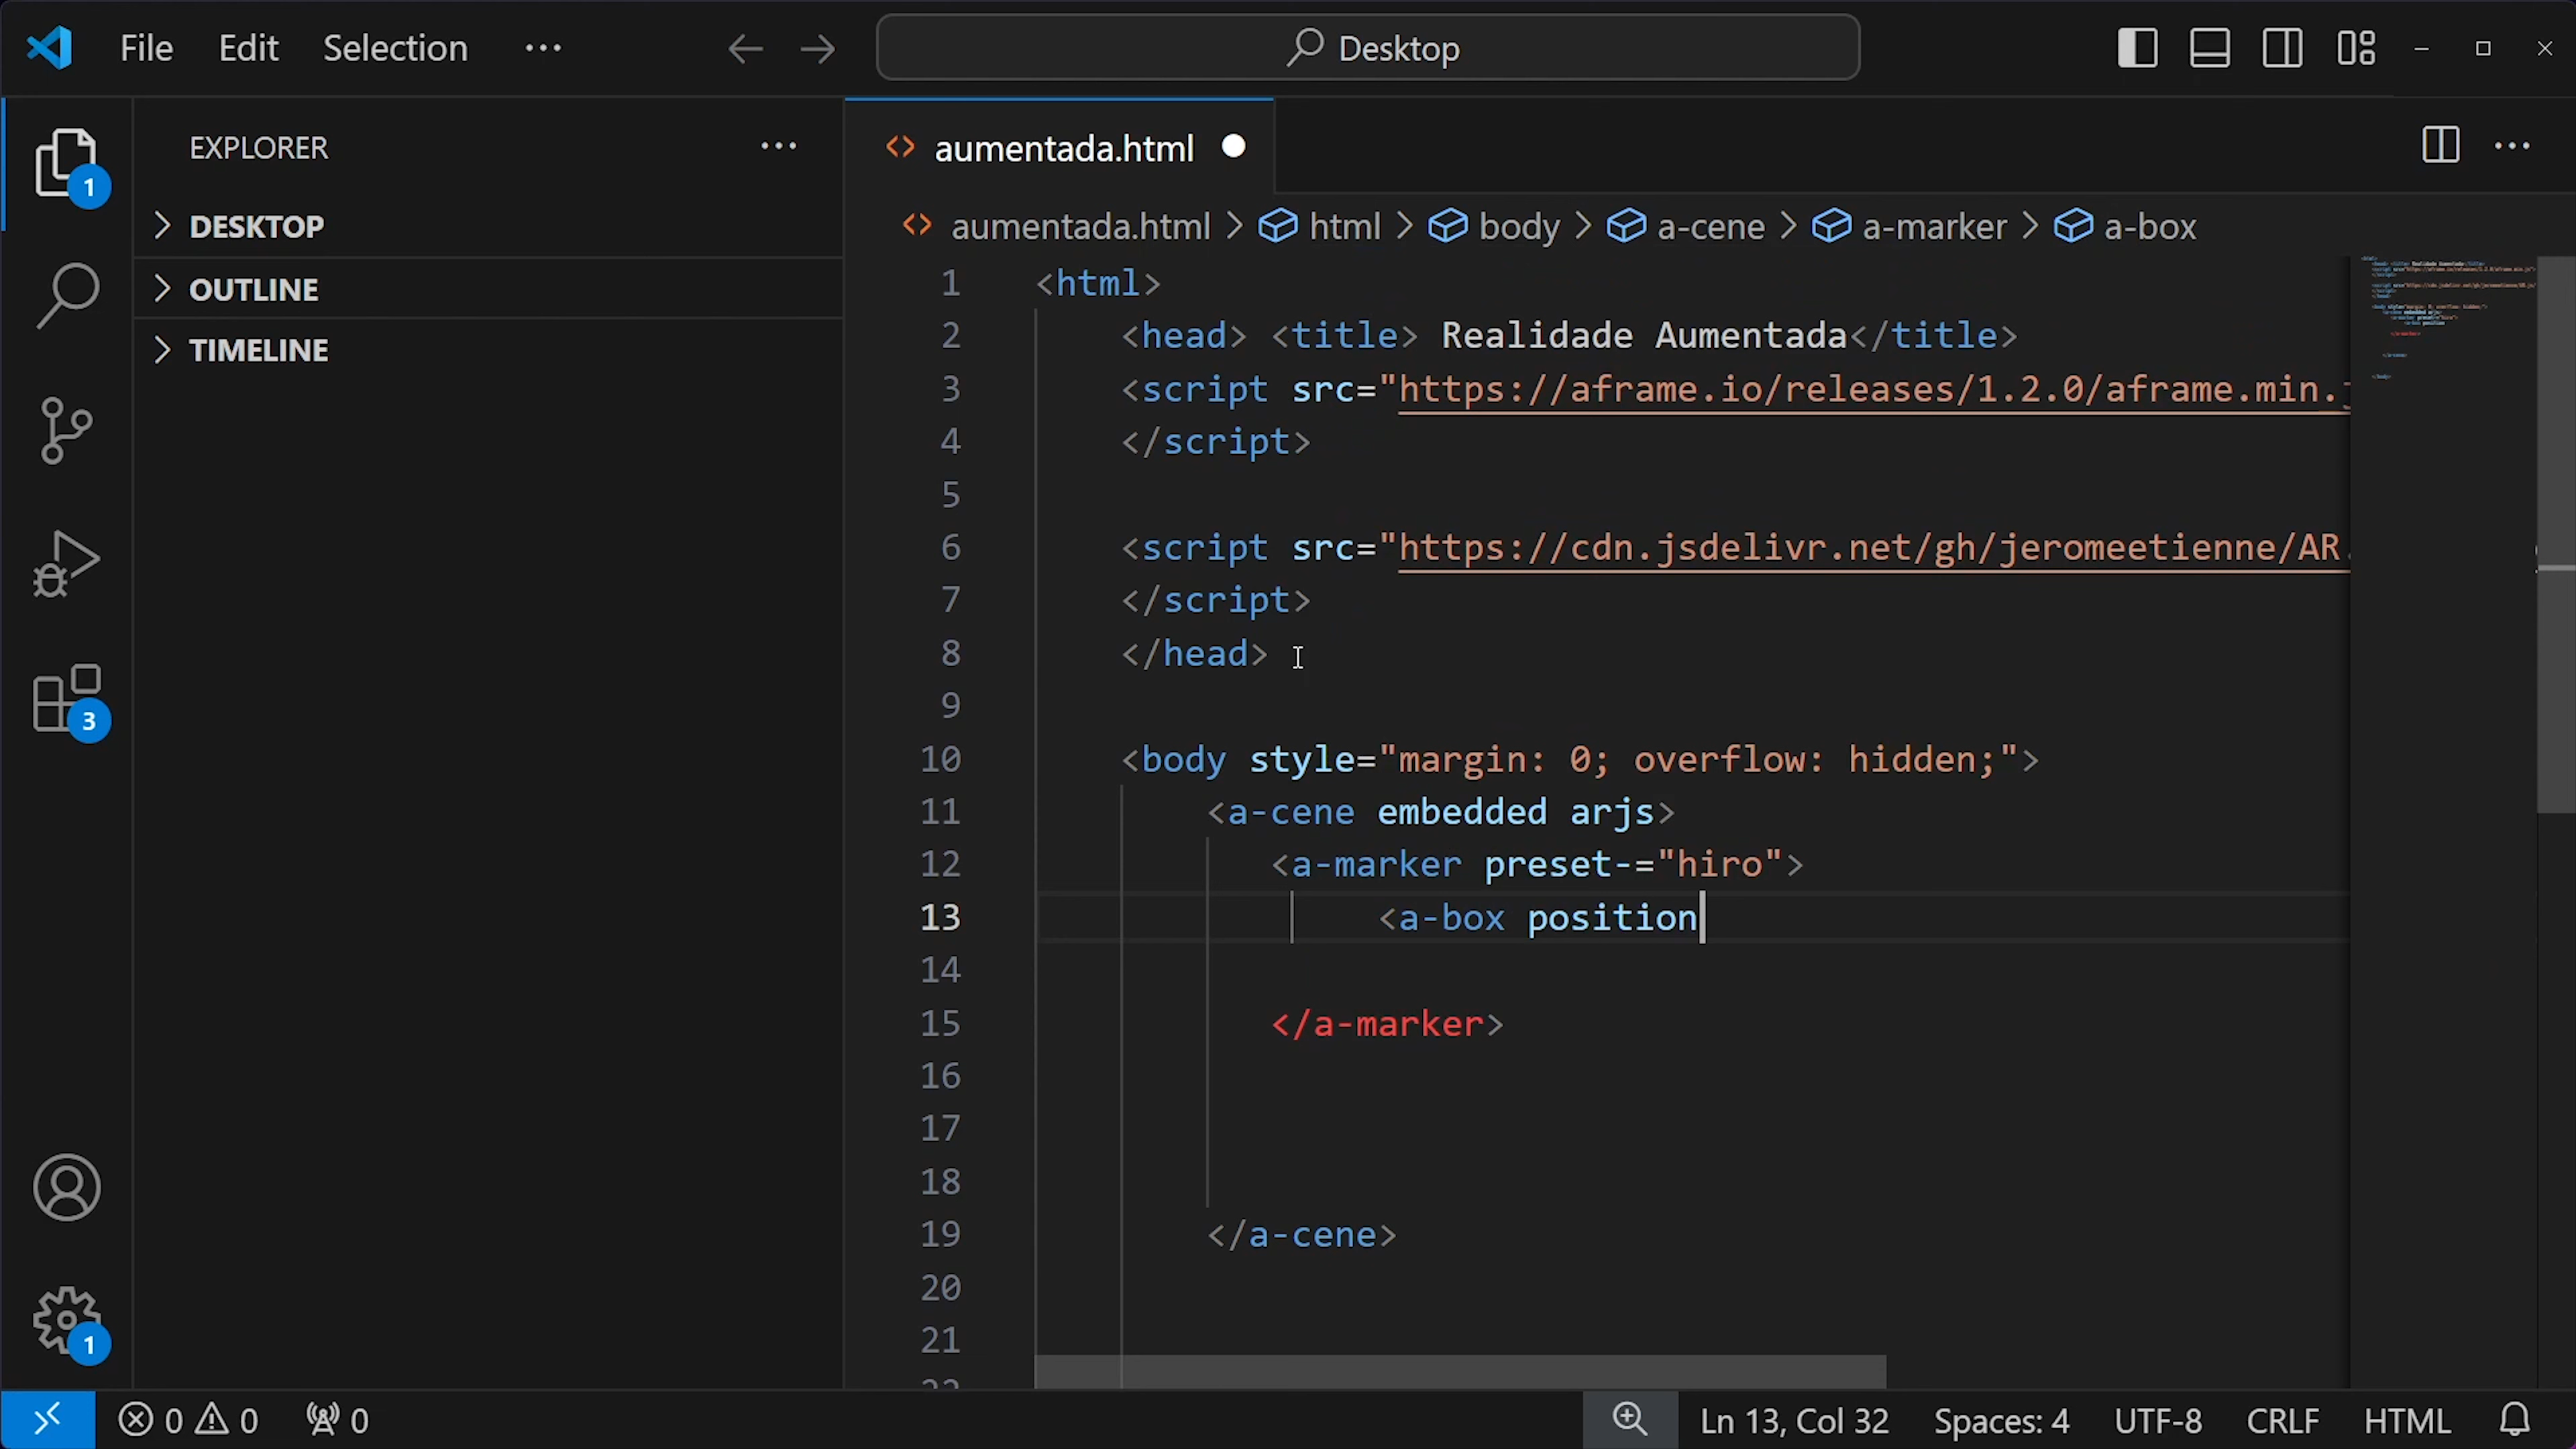 File Edit Selection ··· Desktop
EXPLORER ···
DESKTOP
OUTLINE
TIMELINE
1
3
1
aumentada.html
aumentada.html > html > body > a-cene > a-marker > a-box
1 <html>
2 <head> <title> Realidade Aumentada</title>
3 <script src="https://aframe.io/releases/1.2.0/aframe.min.j
4 </script>
5
6 <script src="https://cdn.jsdelivr.net/gh/jeromeetienne/AR.
7 </script>
8 </head>
9
10 <body style="margin: 0; overflow: hidden;">
11 <a-cene embedded arjs>
12 <a-marker preset-="hiro">
13 <a-box position
14
15 </a-marker>
16
17
18
19 </a-cene>
20
21
22
0 0 0 Ln 13, Col 32 Spaces: 4 UTF-8 CRLF HTML